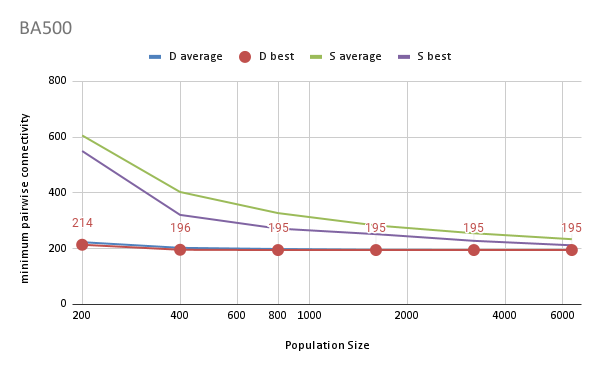 BA500
D average D best S average S best
minimum pairwise connectivity
800
600
400
200
0
214 196 195 195 195 195
200 400 600 800 1000 2000 4000 6000
Population Size